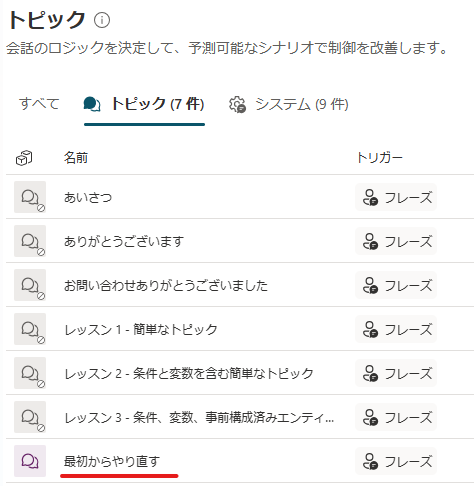 トピック
会話のロジックを決定して、予測可能なシナリオで制御を改善します。
すべて トピック (7 件) システム (9 件)
名前 トリガー
あいさつ フレーズ
ありがとうございます フレーズ
お問い合わせありがとうございました フレーズ
レッスン 1 - 簡単なトピック フレーズ
レッスン 2 - 条件と変数を含む簡単なトピック フレーズ
レッスン 3 - 条件、変数、事前構成済みエンティ... フレーズ
最初からやり直す フレーズ